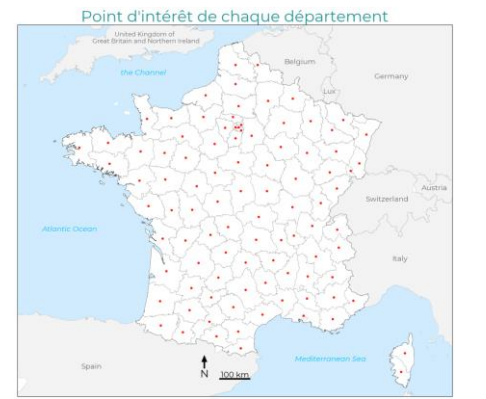 Point d'intérêt de chaque département
United Kingdom of
Great Britain and Northern Ireland
Belgium
the Channel
Germany
Lux.
Austria
Switzerland
Atlantic Ocean
Italy
Mediterranean Sea
Spain
N
100 km